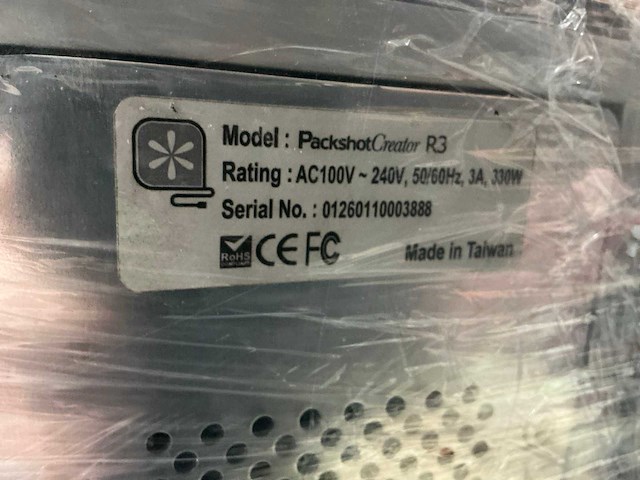 Model : PackshotCreator R3
Rating : AC100V ~ 240V, 50/60Hz, 3A, 330W
Serial No. : 01260110003888
RoHS CE FC Made in Taiwan